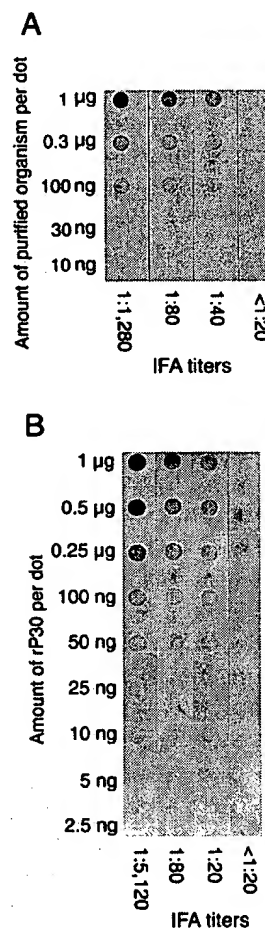 A
Amount of purified organism per dot
1 µg
0.3 µg
100 ng
30 ng
10 ng
1:1,280
1:80
1:40
<1:20
IFA titers
B
Amount of rP30 per dot
1 µg
0.5 µg
0.25 µg
100 ng
50 ng
25 ng
10 ng
5 ng
2.5 ng
1:5,120
1:80
1:20
<1:20
IFA titers